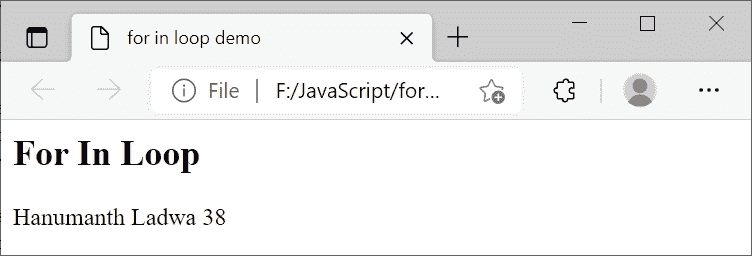 for in loop demo
File | F:/JavaScript/for...
For In Loop
Hanumanth Ladwa 38